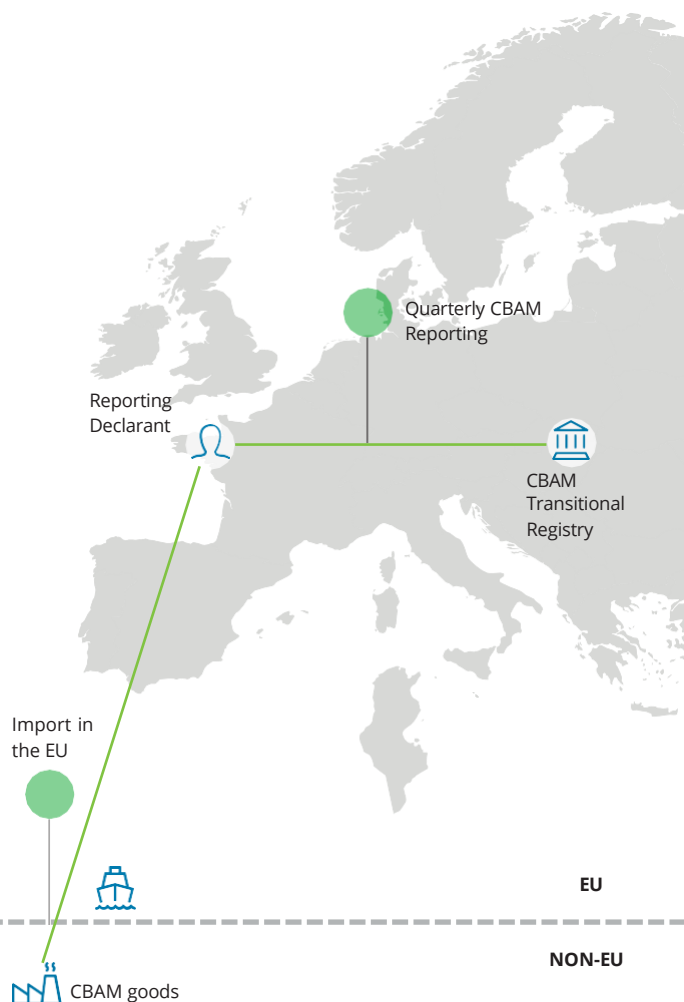 Quarterly CBAM
Reporting
Reporting
Declarant
CBAM
Transitional
Registry
Import in
the EU
EU
NON-EU
CBAM goods